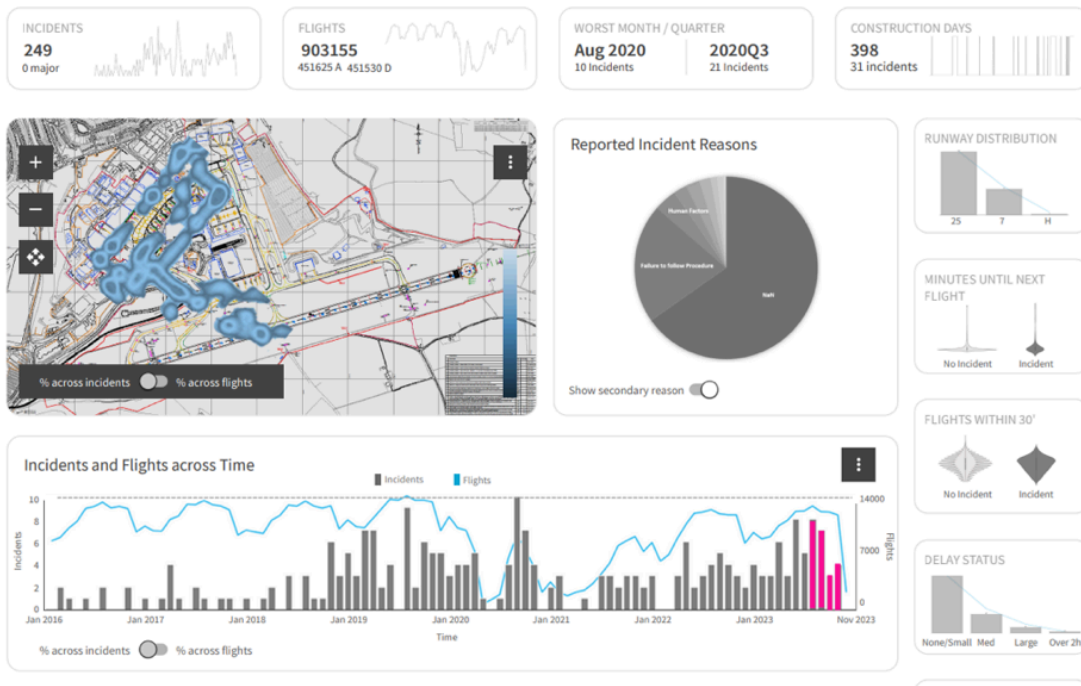 INCIDENTS
249
0 major
FLIGHTS
903155
451625 A 451530 D
WORST MONTH / QUARTER
Aug 2020 2020Q3
10 Incidents 21 Incidents
CONSTRUCTION DAYS
398
31 incidents
% across incidents % across flights
Reported Incident Reasons
Human Factors
Failure to follow Procedure
NaN
Show secondary reason
RUNWAY DISTRIBUTION
25 7 H
MINUTES UNTIL NEXT
FLIGHT
No Incident Incident
FLIGHTS WITHIN 30'
No Incident Incident
DELAY STATUS
None/Small Med Large Over 2h
Incidents and Flights across Time
Incidents Flights
10
8
6
4
2
0
Incidents
14000
7000
0
Flights
Jan 2016 Jan 2017 Jan 2018 Jan 2019 Jan 2020 Jan 2021 Jan 2022 Jan 2023 Nov 2023
Time
% across incidents % across flights